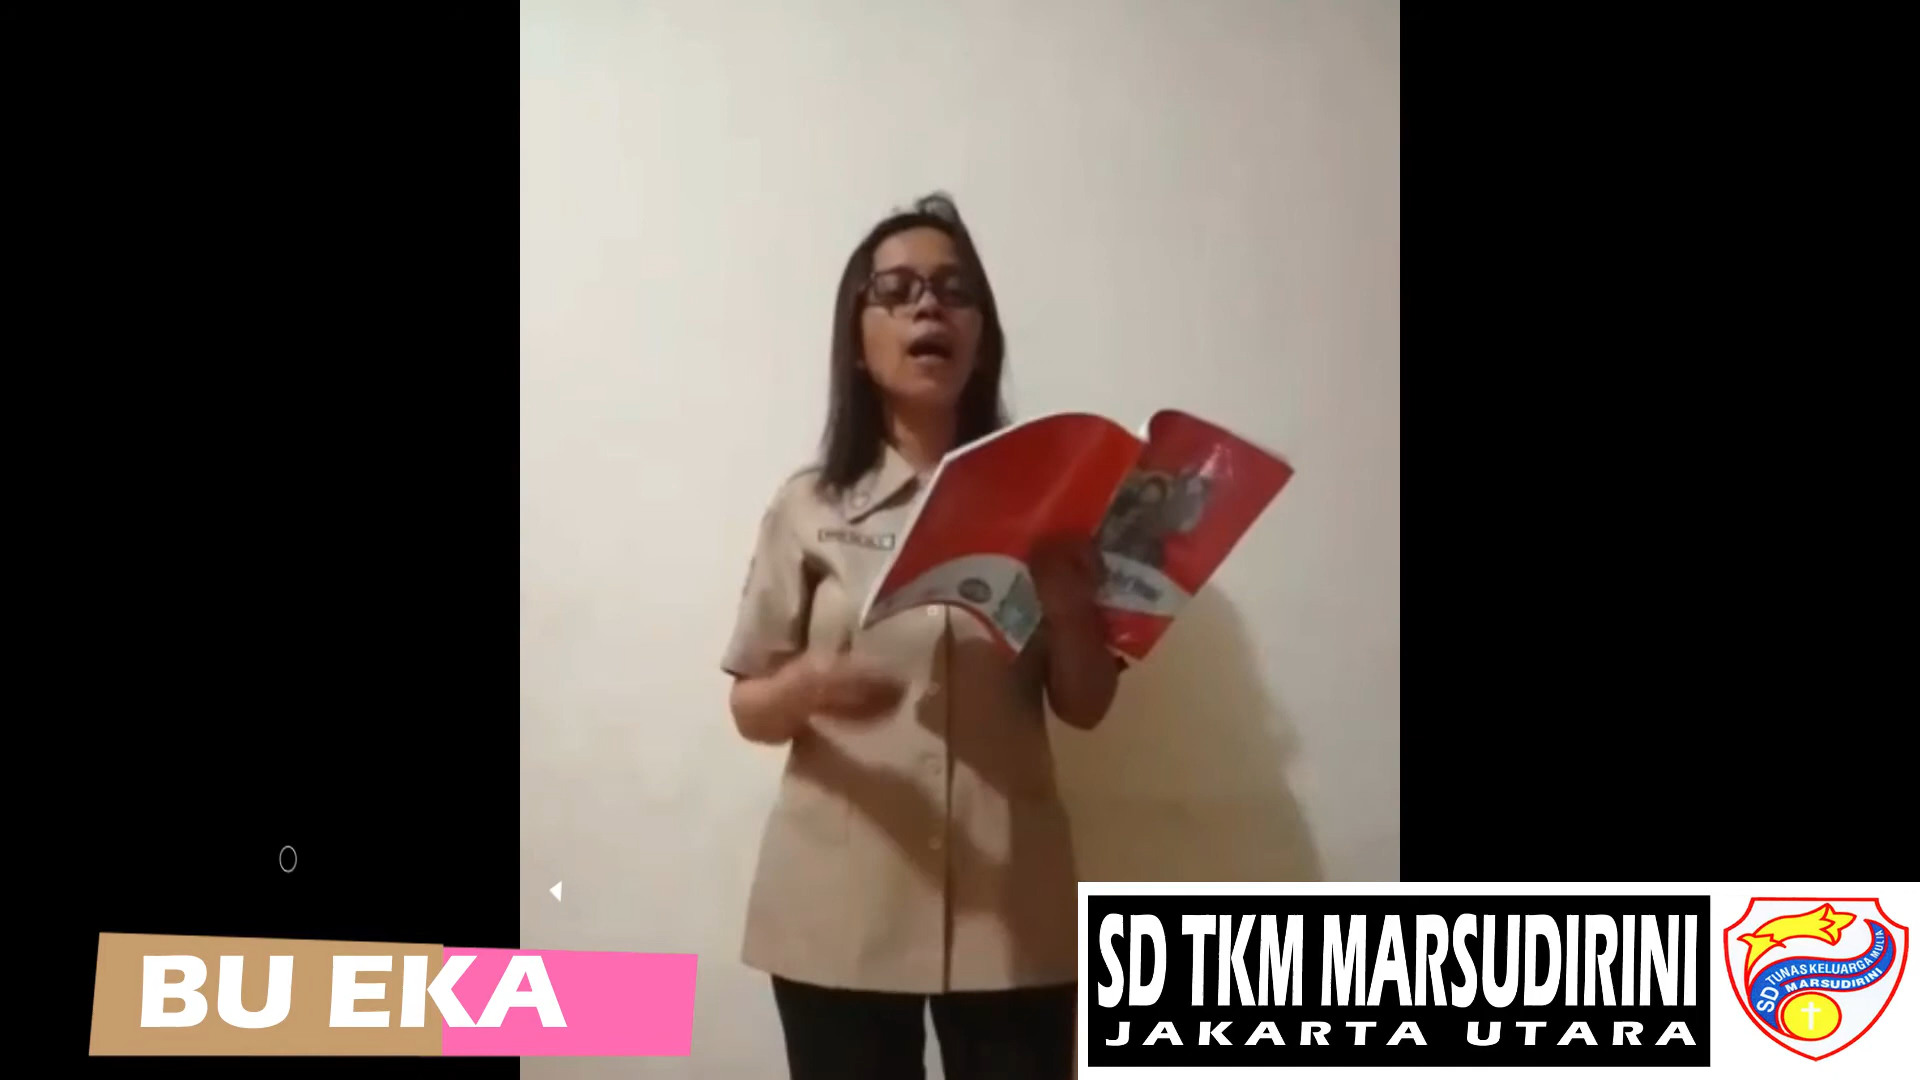 BU EKA
SD TKM MARSUDIRINI
JAKARTA UTARA
SD TUNAS KELUARGA MULIA
MARSUDIRINI